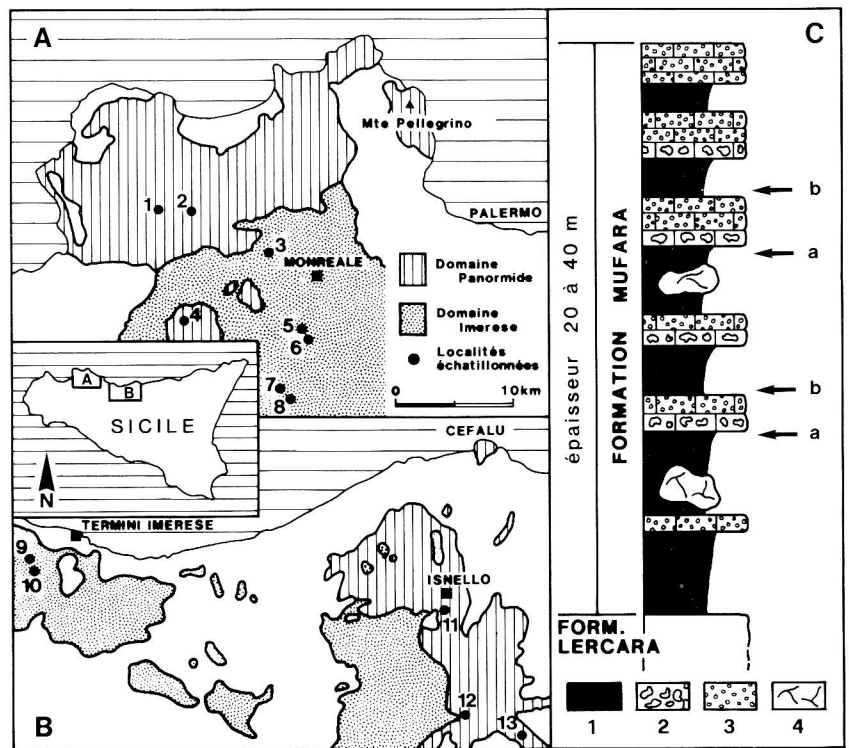 A
Mte Pellegrino
PALERMO
1
2
3
MONREALE
4
5
6
7
8
Domaine
Panormide
Domaine
Imerese
Localités
échatillonnées
0
10km
A
B
SICILE
N
CEFALU
TERMINI IMERESE
9
10
ISNELLO
11
12
13
B
C
épaisseur 20 à 40 m
FORMATION MUFARA
b
a
b
a
FORM.
LERCARA
1
2
3
4